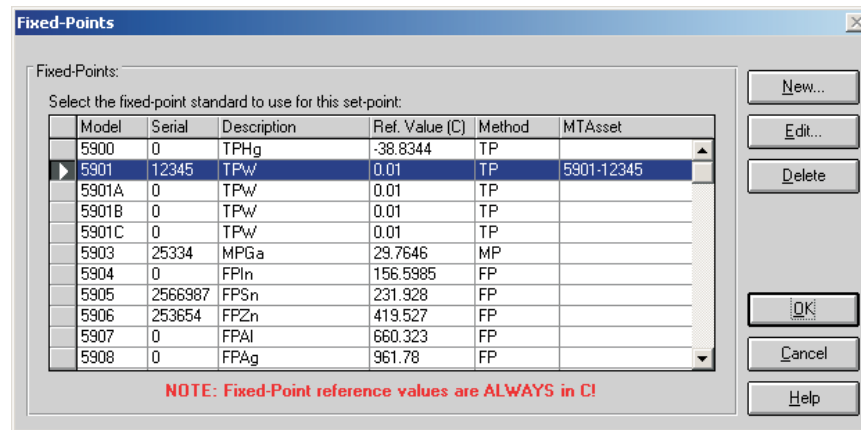 Fixed-Points
Fixed-Points:
Select the fixed-point standard to use for this set-point:
Model Serial Description Ref. Value (C) Method MTAsset
5900 0 TPHg -38.8344 TP
5901 12345 TPW 0.01 TP 5901-12345
5901A 0 TPW 0.01 TP
5901B 0 TPW 0.01 TP
5901C 0 TPW 0.01 TP
5903 25334 MPGa 29.7646 MP
5904 0 FPIn 156.5985 FP
5905 2566987 FPSn 231.928 FP
5906 253654 FPZn 419.527 FP
5907 0 FPAl 660.323 FP
5908 0 FPAg 961.78 FP
NOTE: Fixed-Point reference values are ALWAYS in C!
New...
Edit...
Delete
OK
Cancel
Help